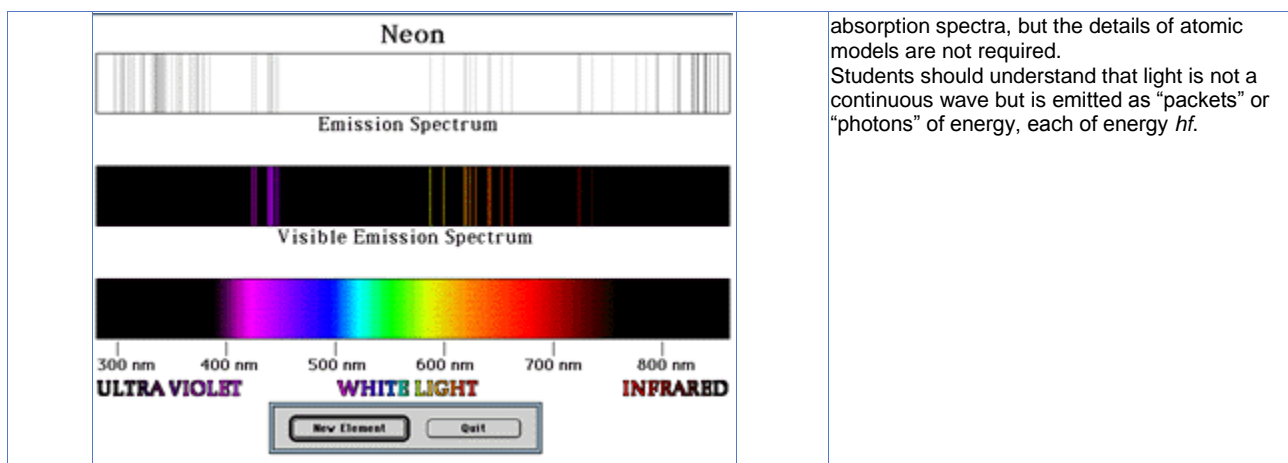 Neon
Emission Spectrum
Visible Emission Spectrum
300 nm 400 nm 500 nm 600 nm 700 nm 800 nm
ULTRA VIOLET WHITE LIGHT INFRARED
New Element Quit
absorption spectra, but the details of atomic
models are not required.
Students should understand that light is not a
continuous wave but is emitted as “packets” or
“photons” of energy, each of energy hf.